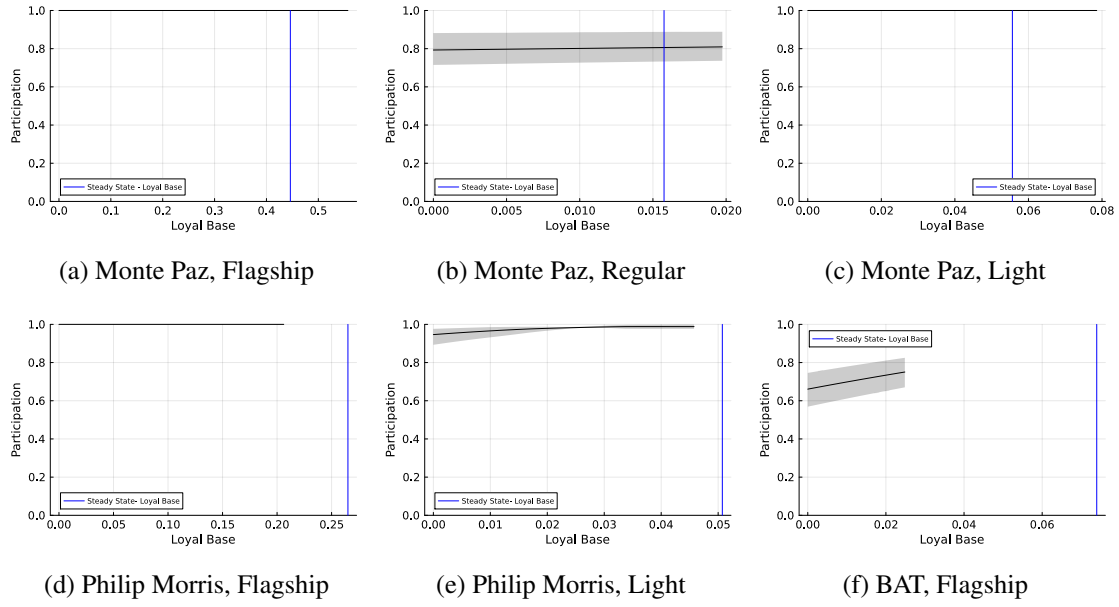 1.0
0.8
0.6
0.4
0.2
0.0
Participation
Steady State - Loyal Base
0.0 0.1 0.2 0.3 0.4 0.5
Loyal Base
(a) Monte Paz, Flagship
1.0
0.8
0.6
0.4
0.2
0.0
Participation
Steady State - Loyal Base
0.000 0.005 0.010 0.015 0.020
Loyal Base
(b) Monte Paz, Regular
1.0
0.8
0.6
0.4
0.2
0.0
Participation
Steady State- Loyal Base
0.00 0.02 0.04 0.06 0.08
Loyal Base
(c) Monte Paz, Light
1.0
0.8
0.6
0.4
0.2
0.0
Participation
Steady State- Loyal Base
0.00 0.05 0.10 0.15 0.20 0.25
Loyal Base
(d) Philip Morris, Flagship
1.0
0.8
0.6
0.4
0.2
0.0
Participation
Steady State- Loyal Base
0.00 0.01 0.02 0.03 0.04 0.05
Loyal Base
(e) Philip Morris, Light
1.0
0.8
0.6
0.4
0.2
0.0
Participation
Steady State- Loyal Base
0.00 0.02 0.04 0.06
Loyal Base
(f) BAT, Flagship